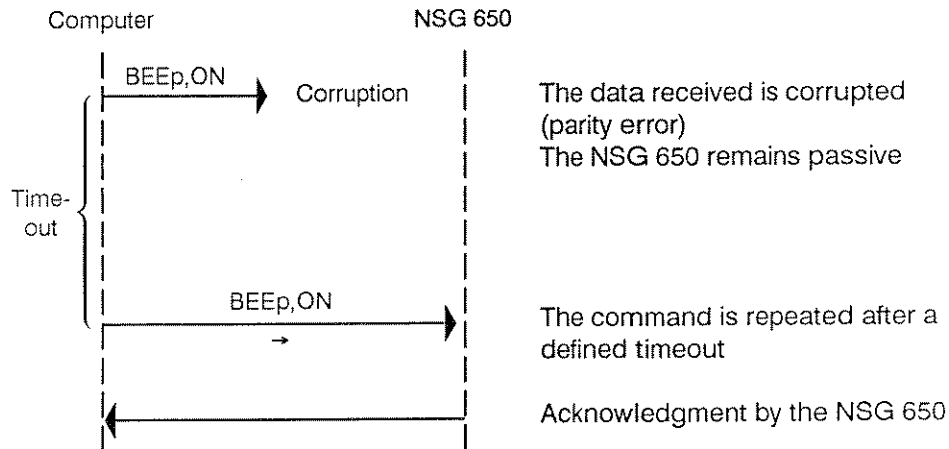 Computer NSG 650
BEEp,ON Corruption
The data received is corrupted
(parity error)
The NSG 650 remains passive
Time-
out
BEEp,ON
The command is repeated after a
defined timeout
Acknowledgment by the NSG 650